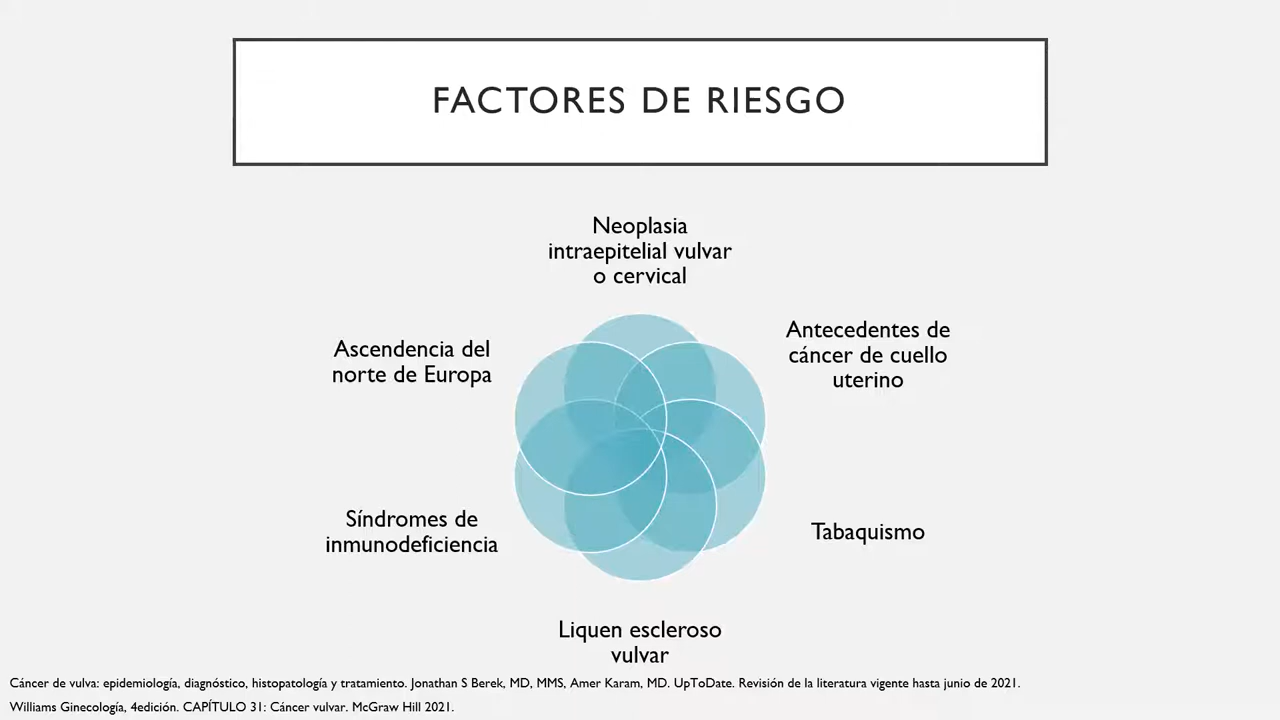 FACTORES DE RIESGO
Neoplasia
intraepitelial vulvar
o cervical
Antecedentes de
cáncer de cuello
uterino
Tabaquismo
Liquen escleroso
vulvar
Síndromes de
inmunodeficiencia
Ascendencia del
norte de Europa
Cáncer de vulva: epidemiología, diagnóstico, histopatología y tratamiento. Jonathan S Berek, MD, MMS, Amer Karam, MD. UpToDate. Revisión de la literatura vigente hasta junio de 2021.
Williams Ginecología, 4edición. CAPÍTULO 31: Cáncer vulvar. McGraw Hill 2021.